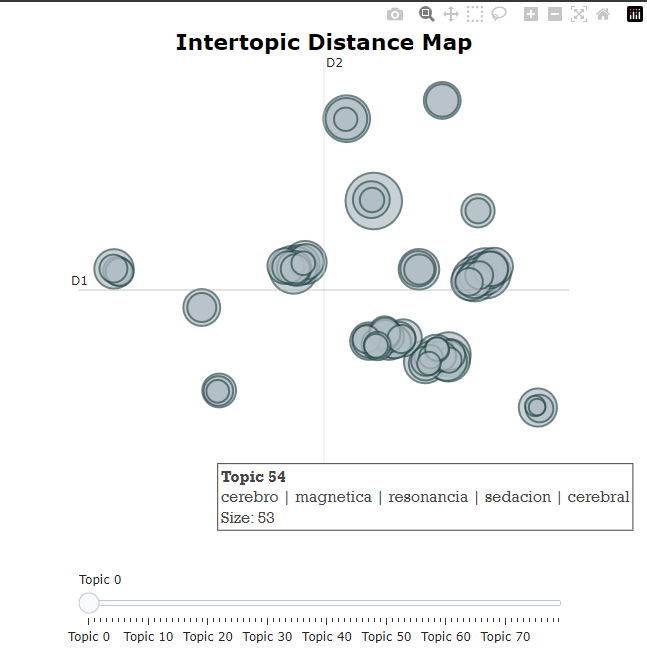 Intertopic Distance Map
D2
D1
Topic 54
cerebro | magnetica | resonancia | sedacion | cerebral
Size: 53
Topic 0
Topic 0 Topic 10 Topic 20 Topic 30 Topic 40 Topic 50 Topic 60 Topic 70